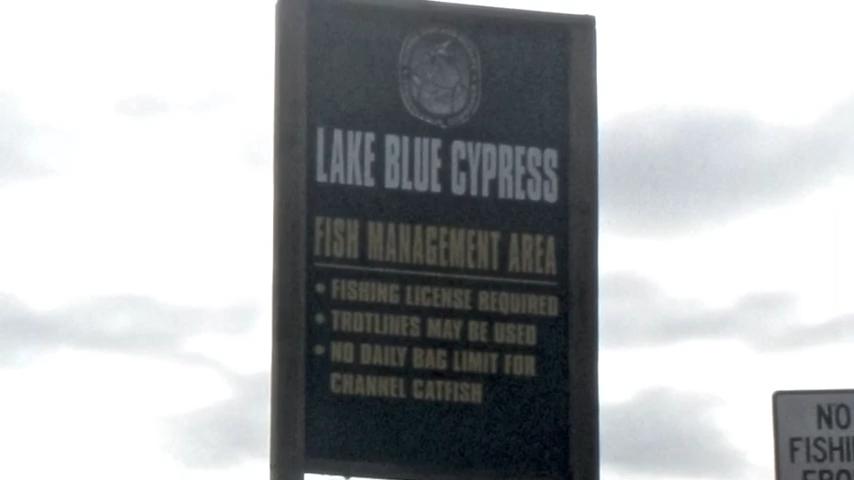 LAKE BLUE CYPRESS
FISH MANAGEMENT AREA
• FISHING LICENSE REQUIRED
• TROTLINES MAY BE USED
• NO DAILY BAG LIMIT FOR
CHANNEL CATFISH
NO
FISHI